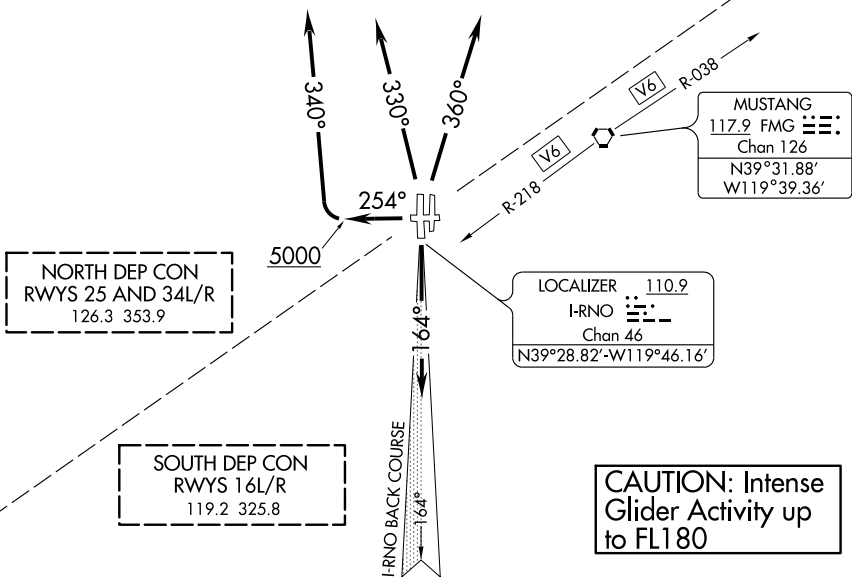 340°
330°
360°
V6
R-038
MUSTANG
117.9 FMG
Chan 126
N39°31.88'
W119°39.36'
V6
R-218
254°
5000
NORTH DEP CON
RWYS 25 AND 34L/R
126.3 353.9
LOCALIZER 110.9
I-RNO
Chan 46
N39°28.82'-W119°46.16'
164°
I-RNO BACK COURSE
164°
SOUTH DEP CON
RWYS 16L/R
119.2 325.8
CAUTION: Intense
Glider Activity up
to FL180